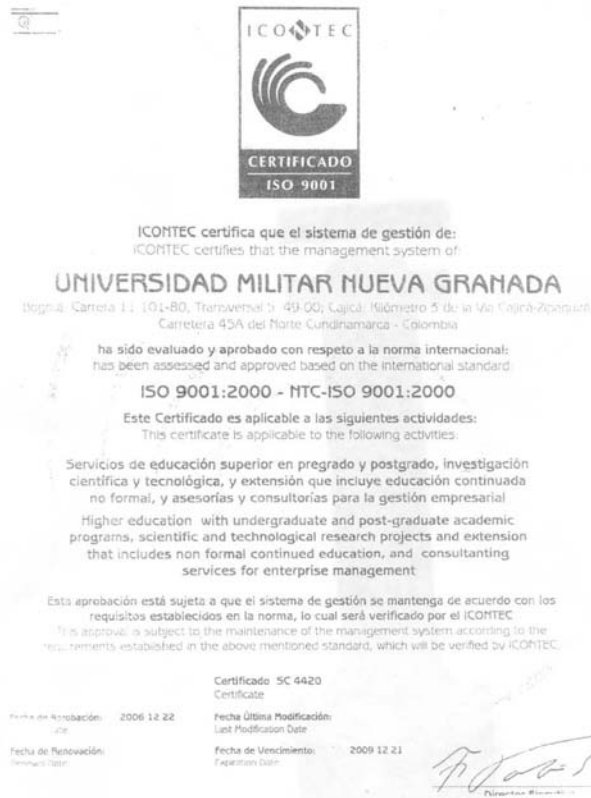 ICONTEC
CERTIFICADO
ISO 9001
ICONTEC certifica que el sistema de gestión de:
ICONTEC certifies that the management system of:
UNIVERSIDAD MILITAR NUEVA GRANADA
Bogotá: Carrera 11 101-80, Transversal 5 49-00; Cajicá: Kilómetro 3 de la Vía Cajicá-Zipaquirá
Carretera 45A del Norte Cundinamarca - Colombia
ha sido evaluado y aprobado con respeto a la norma internacional:
has been assessed and approved based on the international standard
ISO 9001:2000 - NTC-ISO 9001:2000
Este Certificado es aplicable a las siguientes actividades:
This certificate is applicable to the following activities:
Servicios de educación superior en pregrado y postgrado, investigación
científica y tecnológica, y extensión que incluye educación continuada
no formal, y asesorías y consultorías para la gestión empresarial
Higher education with undergraduate and post-graduate academic
programs, scientific and technological research projects and extension
that includes non formal continued education, and consultanting
services for enterprise management
Esta aprobación está sujeta a que el sistema de gestión se mantenga de acuerdo con los
requisitos establecidos en la norma, lo cual será verificado por el ICONTEC
This approval is subject to the maintenance of the management system according to the
requirements established in the above mentioned standard, which will be verified by ICONTEC.
Certificado SC 4420
Certificate
Fecha de Aprobación: 2006 12 22
Fecha Última Modificación:
Last Modification Date
Fecha de Renovación:
Fecha de Vencimiento: 2009 12 21
Expiration Date